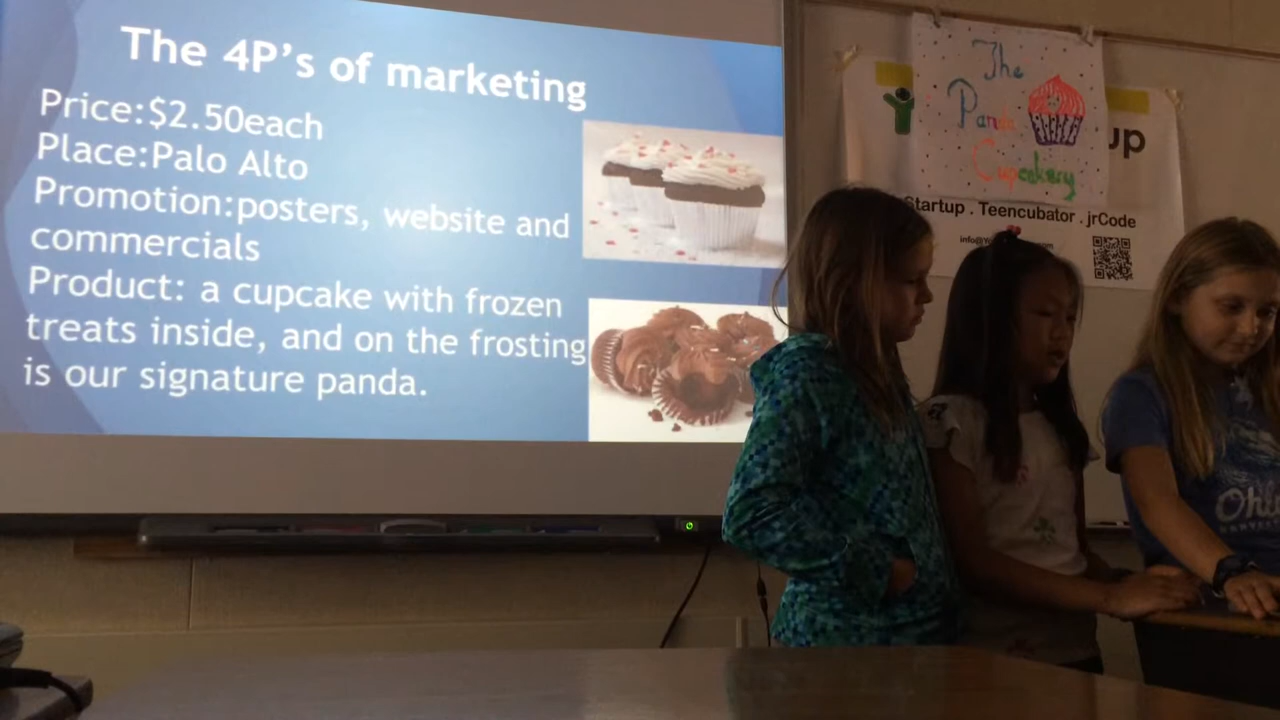 The 4P's of marketing
Price:$2.50each
Place:Palo Alto
Promotion:posters, website and
commercials
Product: a cupcake with frozen
treats inside, and on the frosting
is our signature panda.
The
Panda
Cupcakery
up
Startup . Teencubator . jrCode